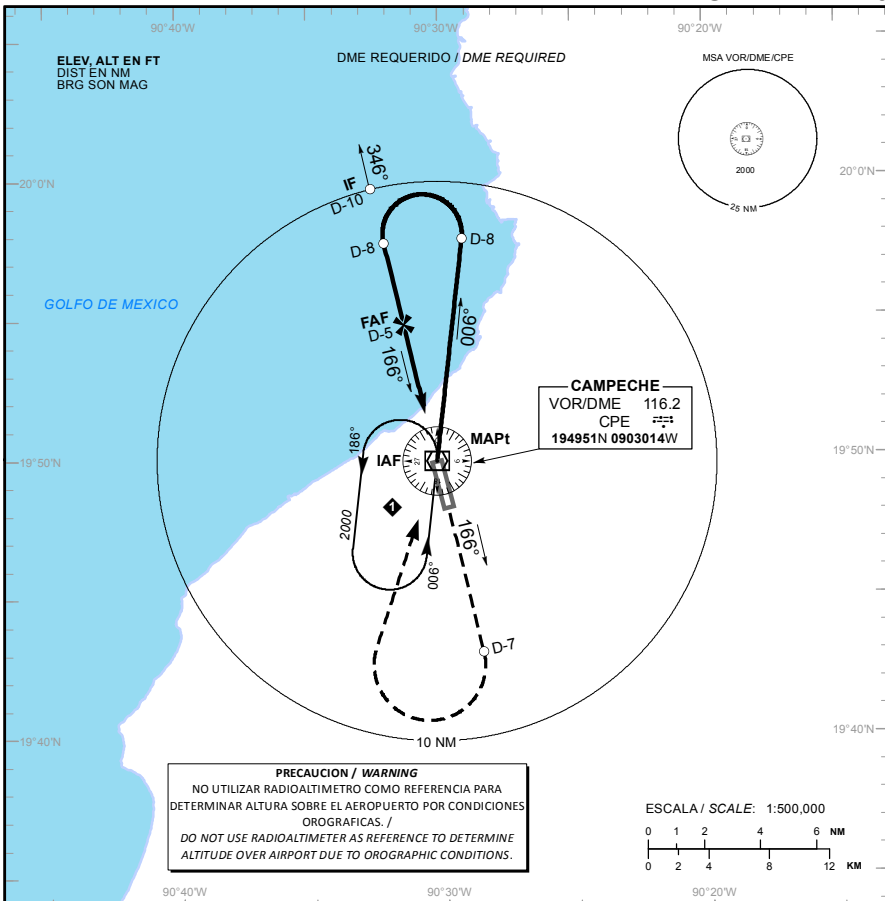 90°40'W
90°30'W
90°20'W
ELEV, ALT EN FT
DIST EN NM
BRG SON MAG
DME REQUERIDO / DME REQUIRED
MSA VOR/DME/CPE
2000
25 NM
20°0'N
20°0'N
346°
IF
D-10
D-8
D-8
GOLFO DE MEXICO
FAF
D-5
166°
006°
CAMPECHE
VOR/DME 116.2
CPE
194951N 0903014W
MAPt
IAF
19°50'N
19°50'N
186°
27
9
1
2000
006°
166°
D-7
19°40'N
19°40'N
10 NM
PRECAUCION / WARNING
NO UTILIZAR RADIOALTIMETRO COMO REFERENCIA PARA
DETERMINAR ALTURA SOBRE EL AEROPUERTO POR CONDICIONES
OROGRAFICAS. /
DO NOT USE RADIOALTIMETER AS REFERENCE TO DETERMINE
ALTITUDE OVER AIRPORT DUE TO OROGRAPHIC CONDITIONS.
ESCALA / SCALE: 1:500,000
0 1 2 4 6 NM
0 2 4 8 12 KM
90°40'W
90°30'W
90°20'W